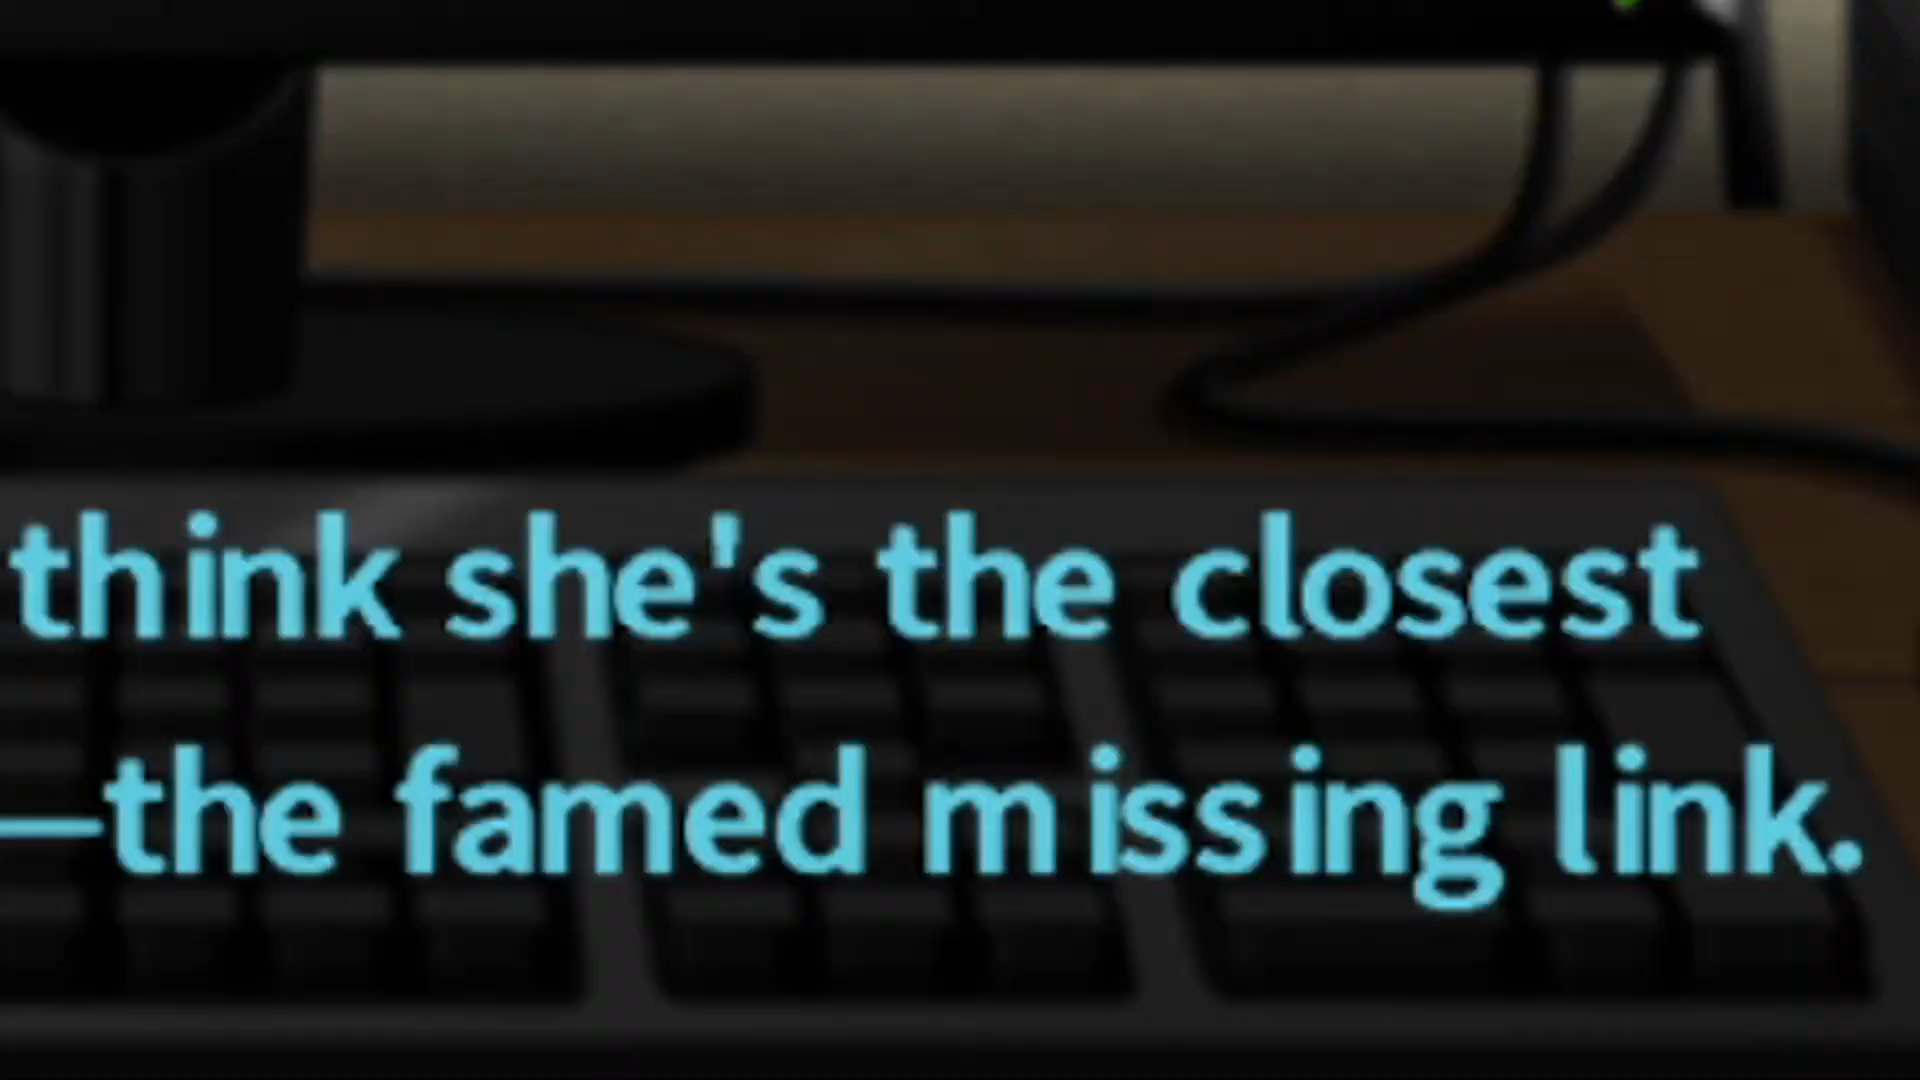 think she's the closest
—the famed missing link.